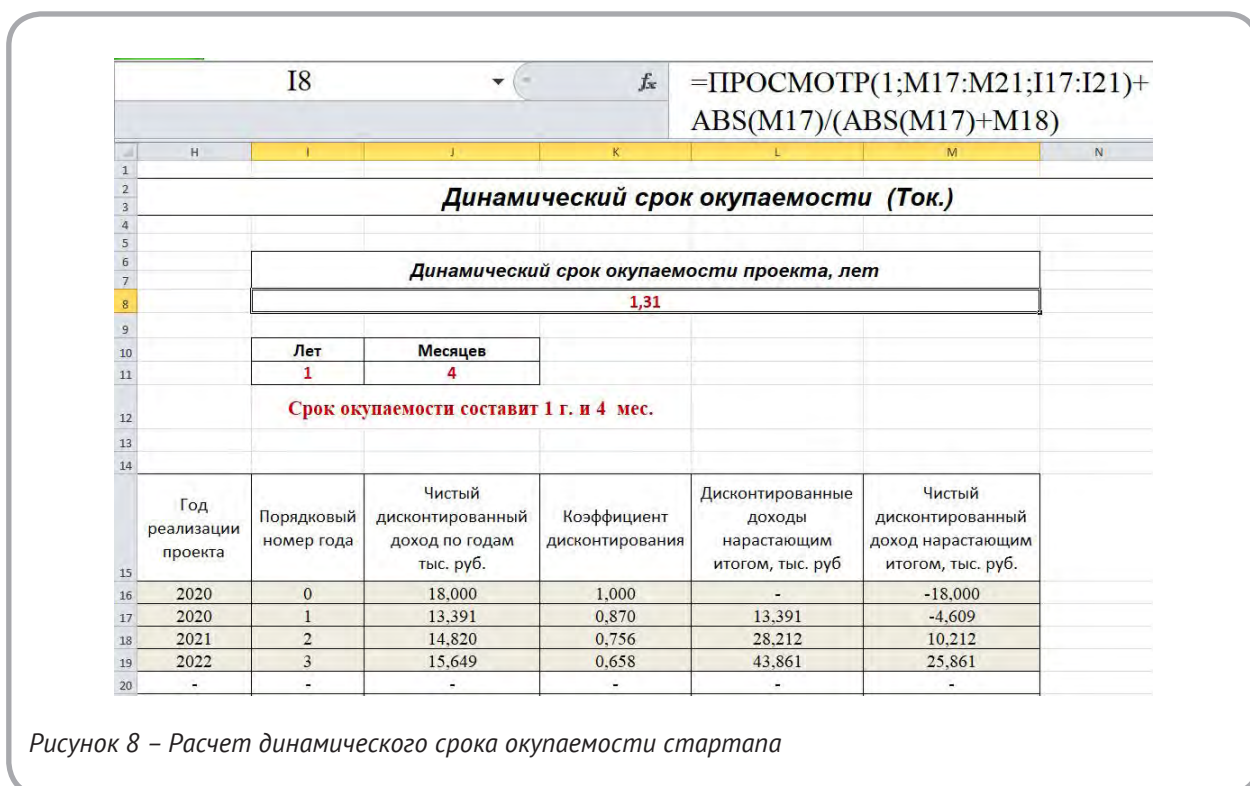 I8 fx =ПРОСМОТР(1;M17:M21;I17:I21)+
ABS(M17)/(ABS(M17)+M18)
H I J K L M N
1
2
3
Динамический срок окупаемости (Ток.)
4
5
6
7
Динамический срок окупаемости проекта, лет
8 1,31
9
10 Лет Месяцев
11 1 4
12 Срок окупаемости составит 1 г. и 4 мес.
13
14
15
Год
реализации
проекта
Порядковый
номер года
Чистый
дисконтированный
доход по годам
тыс. руб.
Коэффициент
дисконтирования
Дисконтированные
доходы
нарастающим
итогом, тыс. руб
Чистый
дисконтированный
доход нарастающим
итогом, тыс. руб.
16 2020 0 18,000 1,000 - -18,000
17 2020 1 13,391 0,870 13,391 -4,609
18 2021 2 14,820 0,756 28,212 10,212
19 2022 3 15,649 0,658 43,861 25,861
20 - - - - - -
Рисунок 8 – Расчет динамического срока окупаемости стартапа